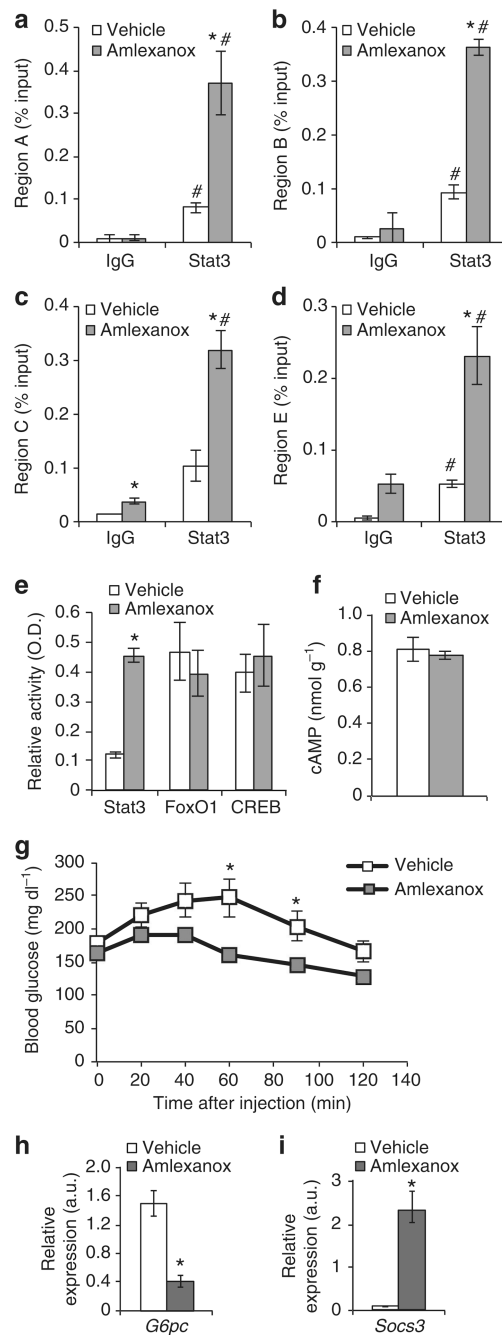 a
Vehicle
Amlexanox
Region A (% input)
0.5
0.4
0.3
0.2
0.1
0
#
* #
IgG
Stat3
b
Vehicle
Amlexanox
Region B (% input)
0.4
0.3
0.2
0.1
0
#
* #
IgG
Stat3
c
Vehicle
Amlexanox
Region C (% input)
0.4
0.3
0.2
0.1
0
*
* #
IgG
Stat3
d
Vehicle
Amlexanox
Region E (% input)
0.3
0.2
0.1
0
#
* #
IgG
Stat3
e
Vehicle
Amlexanox
Relative activity (O.D.)
0.6
0.5
0.4
0.3
0.2
0.1
0
*
Stat3
FoxO1
CREB
f
Vehicle
Amlexanox
cAMP (nmol g⁻¹)
1.0
0.8
0.6
0.4
0.2
0
g
Vehicle
Amlexanox
Blood glucose (mg dl⁻¹)
300
250
200
150
100
50
0
*
*
0
20
40
60
80
100
120
140
Time after injection (min)
h
Vehicle
Amlexanox
Relative
expression (a.u.)
2.0
1.6
1.2
0.8
0.4
0
*
G6pc
i
Vehicle
Amlexanox
Relative
expression (a.u.)
3
2
1
0
*
Socs3